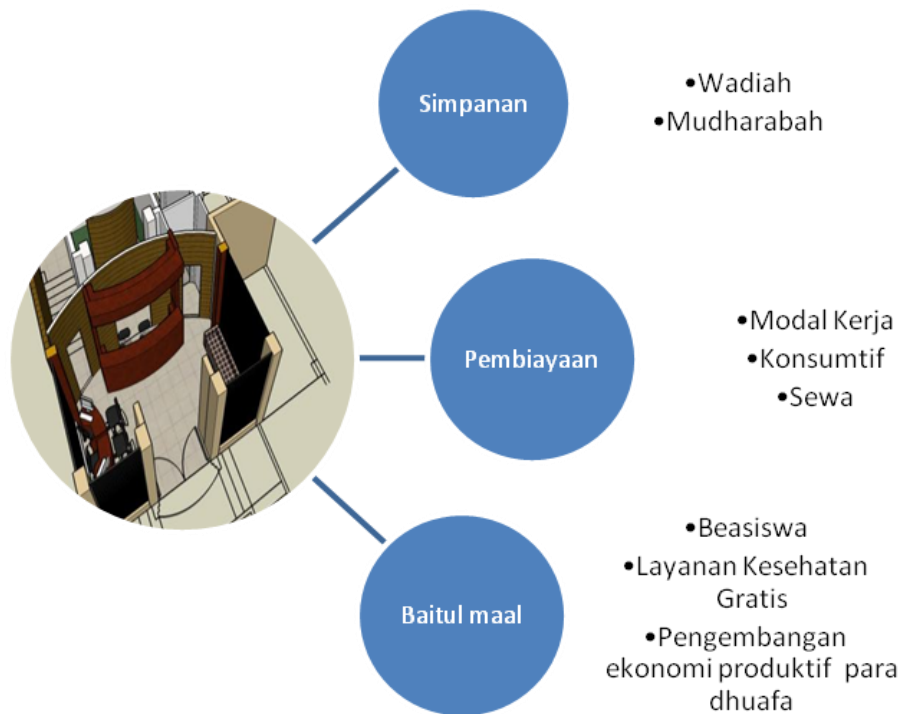 Simpanan
•Wadiah
•Mudharabah
Pembiayaan
•Modal Kerja
•Konsumtif
•Sewa
Baitul maal
•Beasiswa
•Layanan Kesehatan
Gratis
•Pengembangan
ekonomi produktif para
dhuafa